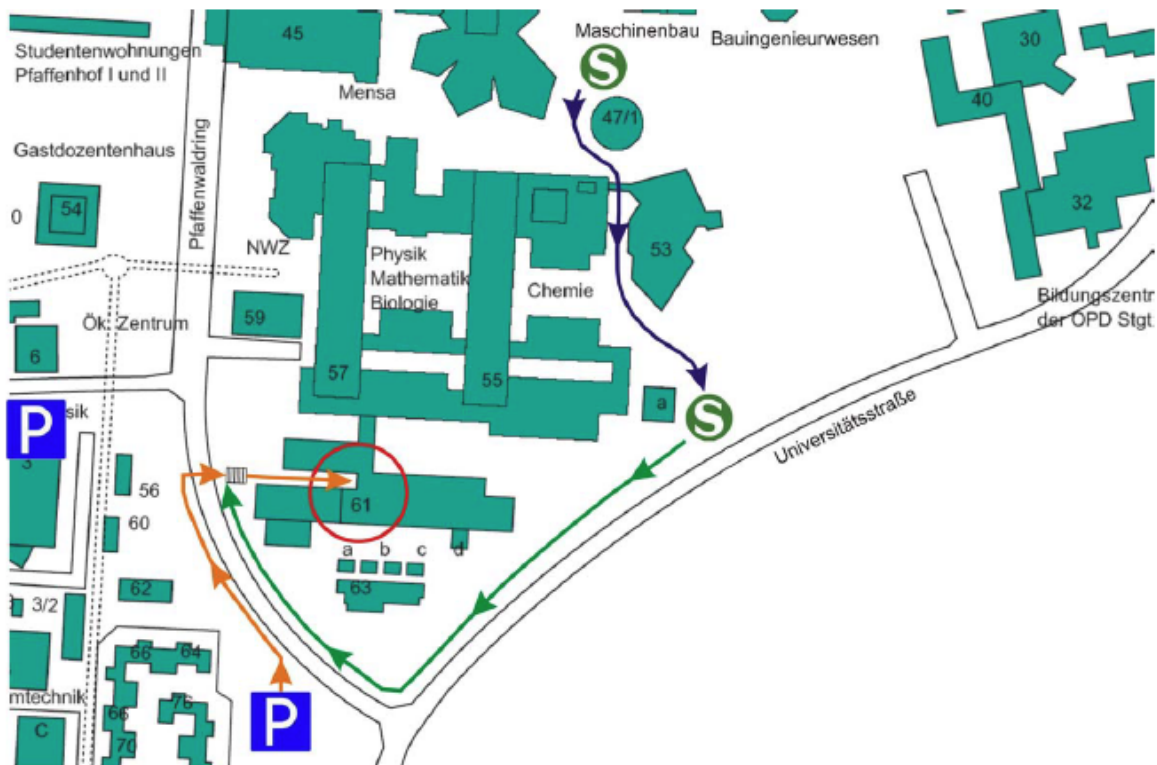 45
Studentenwohnungen
Pfaffenhof I und II
Mensa
Maschinenbau
Bauingenieurwesen
S
47/1
30
40
Gastdozentenhaus
0
54
Pfaffenwaldring
NWZ
Physik
Mathematik
Biologie
Chemie
53
32
Bildungszentr
der OPD Stgt
Ök. Zentrum
59
6
57
55
a
S
Universitätsstraße
P
sik
3
56
60
61
a b c d
63
62
3/2
66
64
mtechnik
66
76
P
C
70